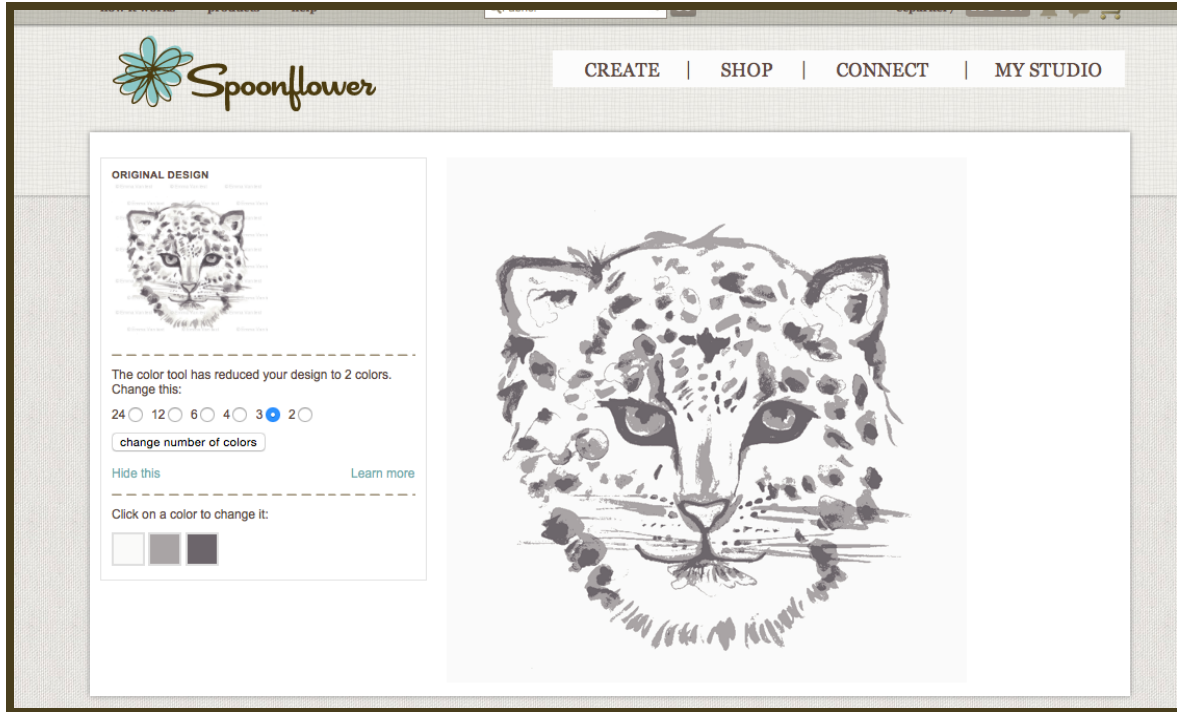 Spoonflower
CREATE | SHOP | CONNECT | MY STUDIO
ORIGINAL DESIGN
The color tool has reduced your design to 2 colors.
Change this:
24 12 6 4 3 2
change number of colors
Hide this Learn more
Click on a color to change it: